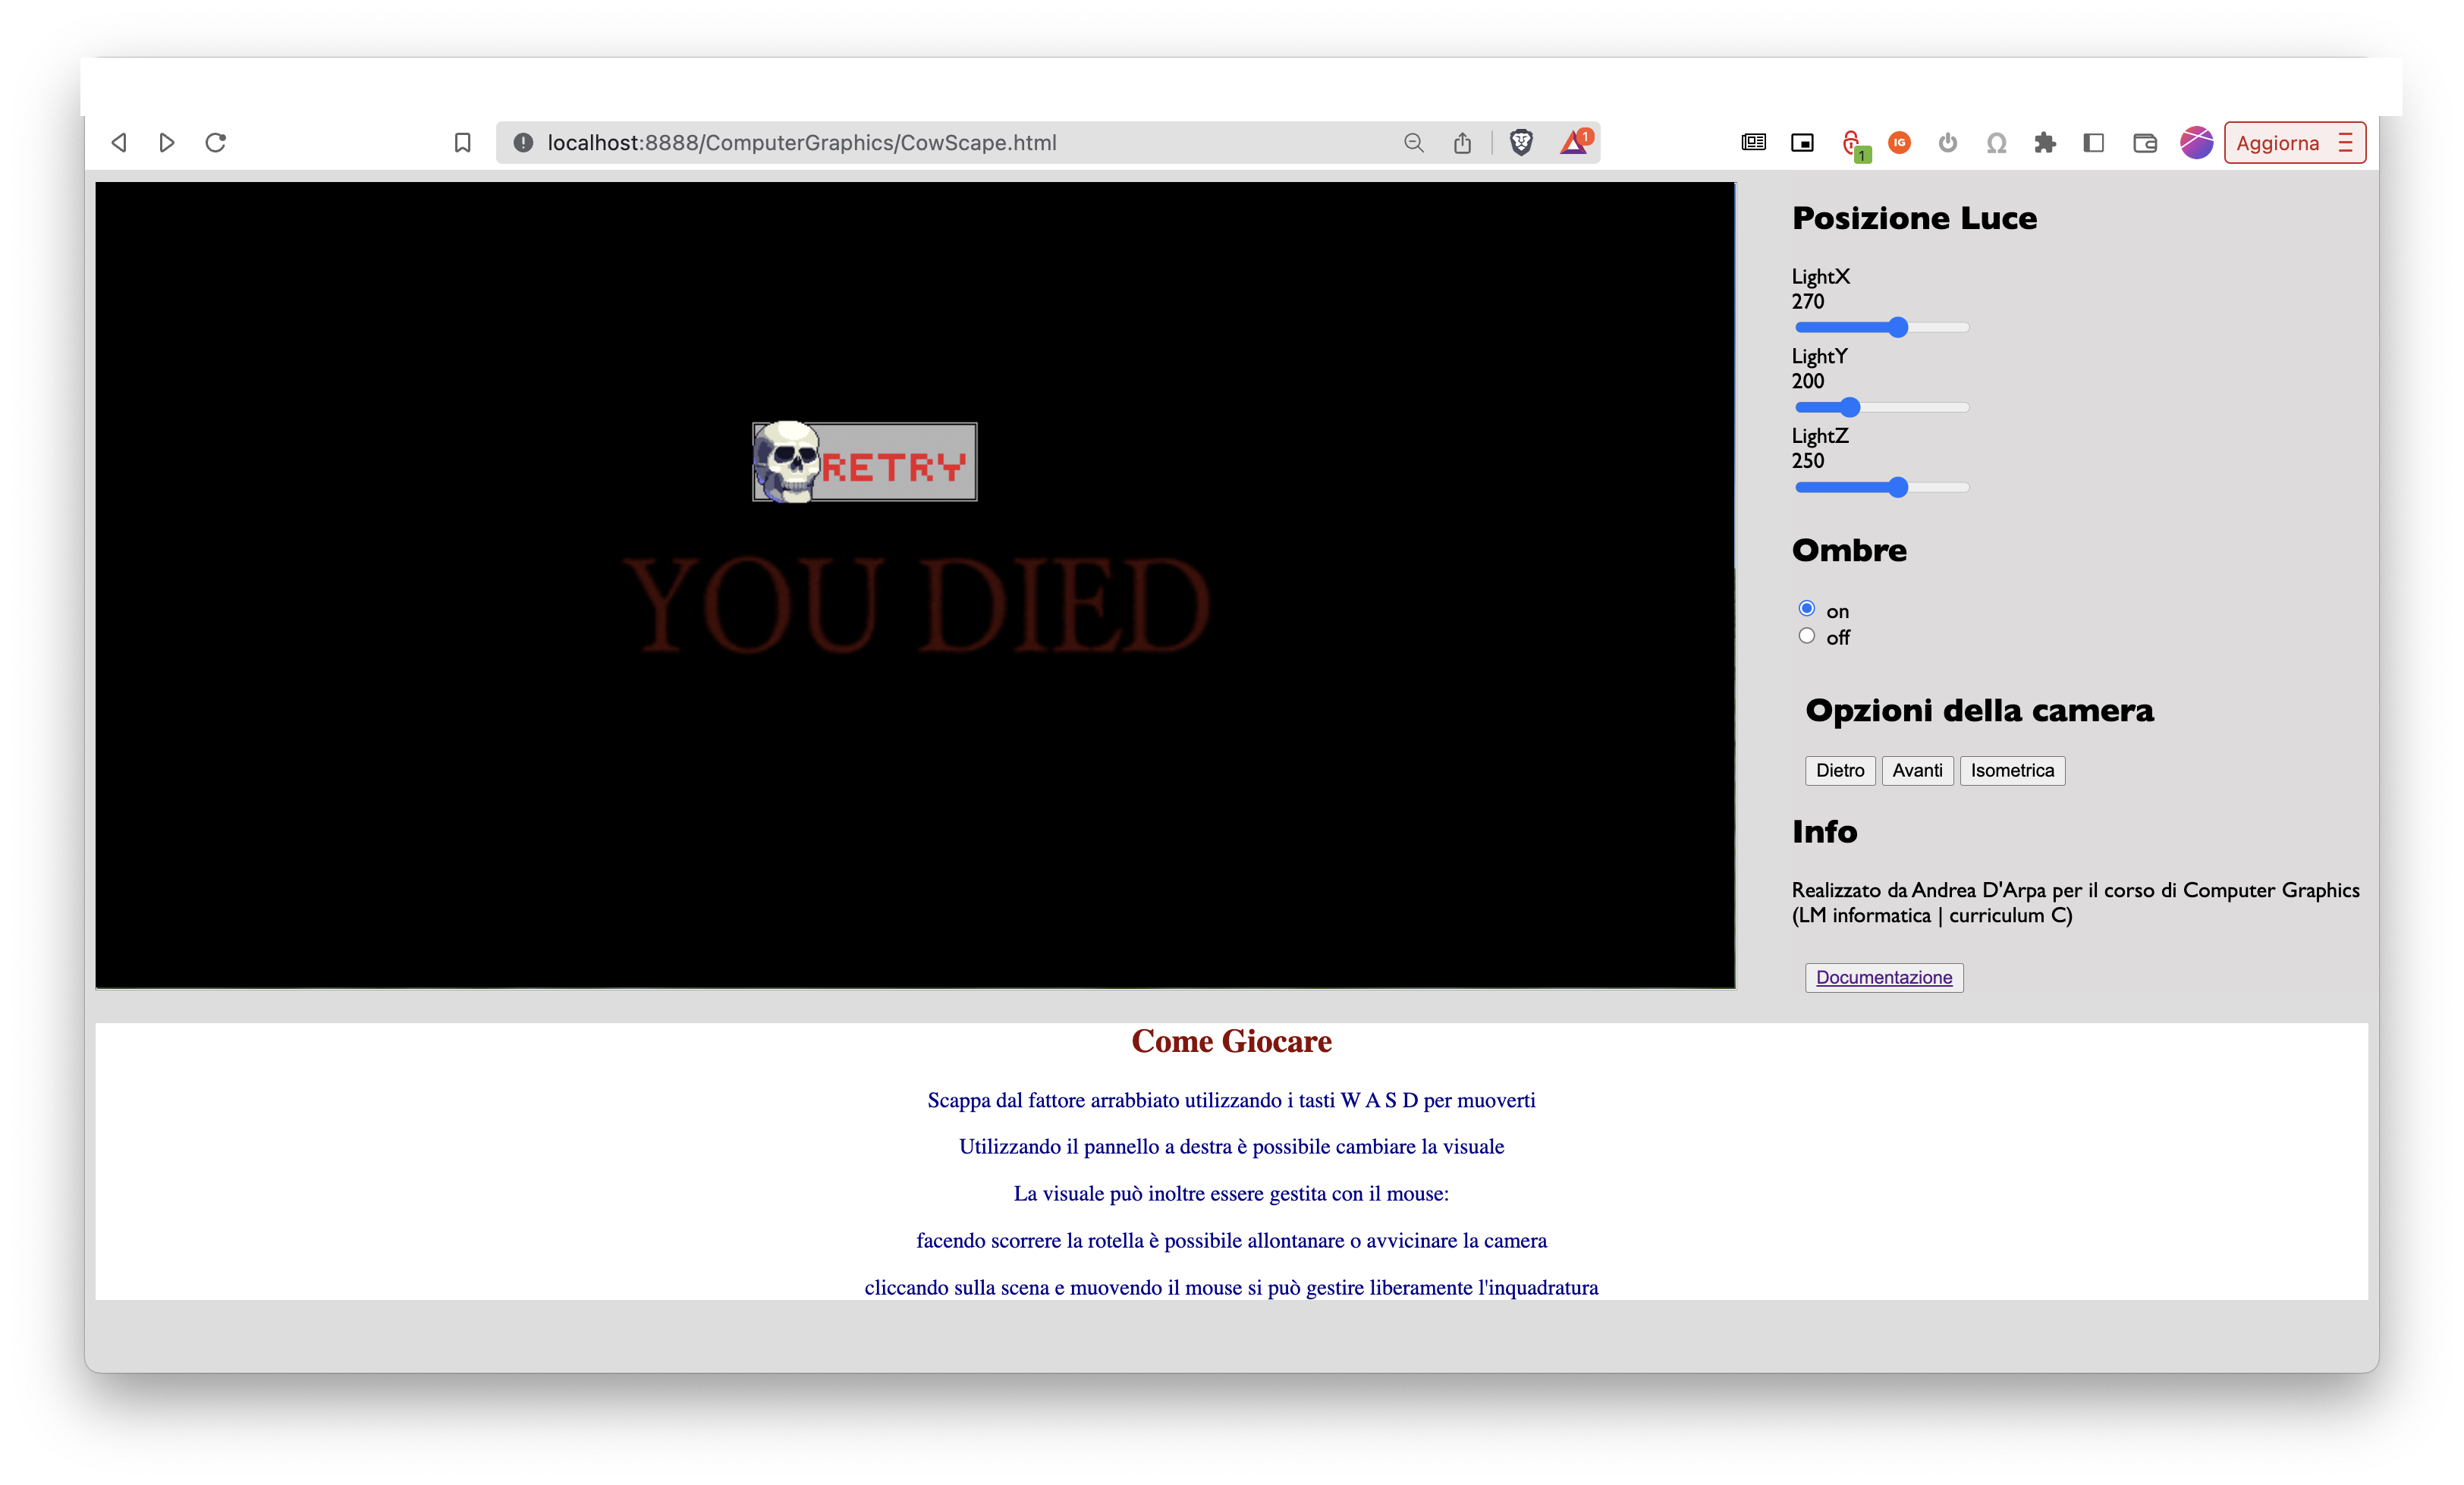 localhost:8888/ComputerGraphics/CowScape.html
1
1
IG
Aggiorna
RETRY
YOU DIED
Posizione Luce
LightX
270
LightY
200
LightZ
250
Ombre
on
off
Opzioni della camera
Dietro Avanti Isometrica
Info
Realizzato da Andrea D'Arpa per il corso di Computer Graphics
(LM informatica | curriculum C)
Documentazione
Come Giocare
Scappa dal fattore arrabbiato utilizzando i tasti W A S D per muoverti
Utilizzando il pannello a destra è possibile cambiare la visuale
La visuale può inoltre essere gestita con il mouse:
facendo scorrere la rotella è possibile allontanare o avvicinare la camera
cliccando sulla scena e muovendo il mouse si può gestire liberamente l'inquadratura